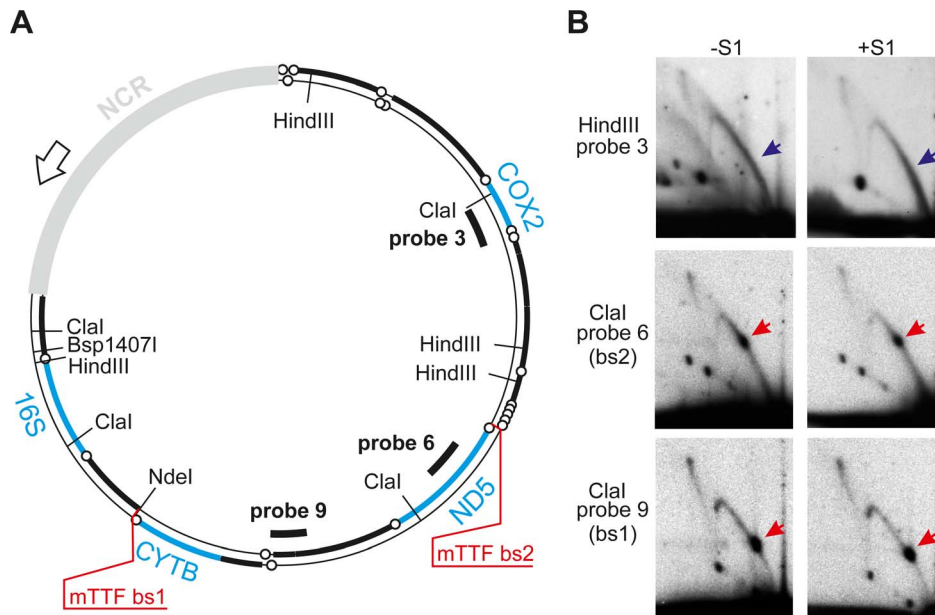 A
NCR
HindIII
COX2
ClaI
probe 3
ClaI
Bsp1407I
HindIII
HindIII
HindIII
16S
ClaI
probe 6
NdeI
probe 9
ClaI
ND5
mTTF bs2
CYTB
mTTF bs1
B
-S1
+S1
HindIII
probe 3
ClaI
probe 6
(bs2)
ClaI
probe 9
(bs1)